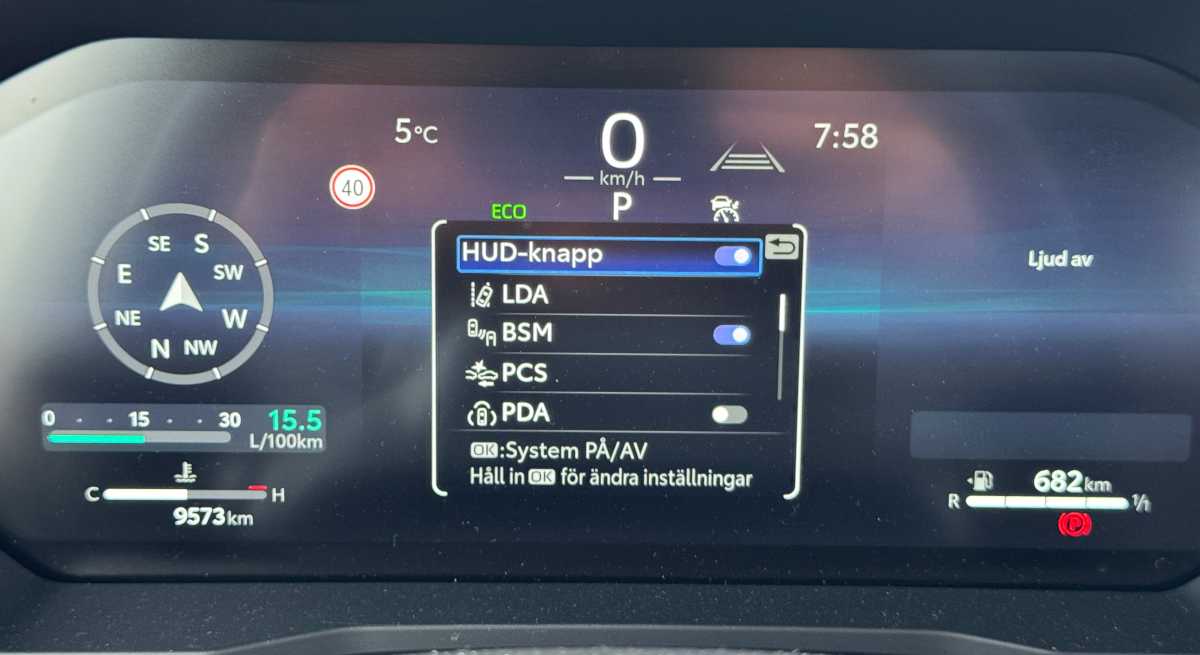 5°C
0
km/h
7:58
40
ECO
P
SE S
E SW
NE W
N NW
HUD-knapp
LDA
BSM
PCS
PDA
OK:System PÅ/AV
Håll in OK för ändra inställningar
Ljud av
0 15 30 15.5
L/100km
C H
9573km
682km
R 1/1
P